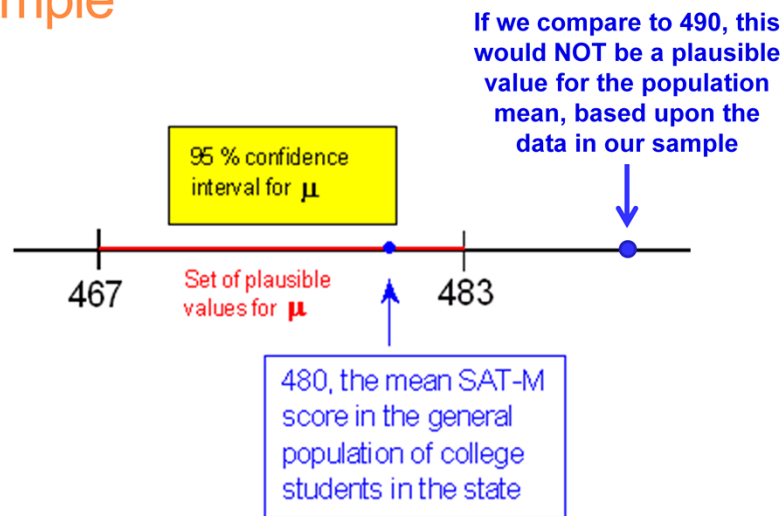 If we compare to 490, this
would NOT be a plausible
value for the population
mean, based upon the
data in our sample
95 % confidence
interval for μ
467
Set of plausible
values for μ
483
480, the mean SAT-M
score in the general
population of college
students in the state